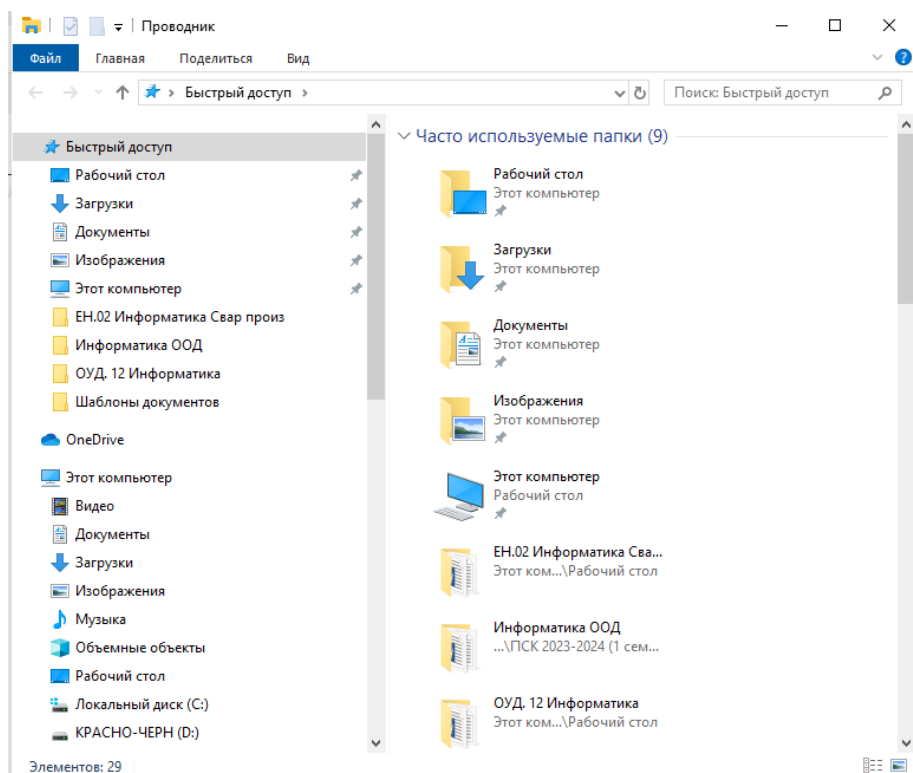 Проводник
Файл Главная Поделиться Вид
Быстрый доступ
Поиск: Быстрый доступ
Быстрый доступ
Рабочий стол
Загрузки
Документы
Изображения
Этот компьютер
ЕН.02 Информатика Свар произ
Информатика ООД
ОУД. 12 Информатика
Шаблоны документов
OneDrive
Этот компьютер
Видео
Документы
Загрузки
Изображения
Музыка
Объемные объекты
Рабочий стол
Локальный диск (C:)
КРАСНО-ЧЕРН (D:)
Часто используемые папки (9)
Рабочий стол
Этот компьютер
Загрузки
Этот компьютер
Документы
Этот компьютер
Изображения
Этот компьютер
Этот компьютер
Рабочий стол
ЕН.02 Информатика Сва...
Этот ком...\Рабочий стол
Информатика ООД
...\ПСК 2023-2024 (1 сем...
ОУД. 12 Информатика
Этот ком...\Рабочий стол
Элементов: 29